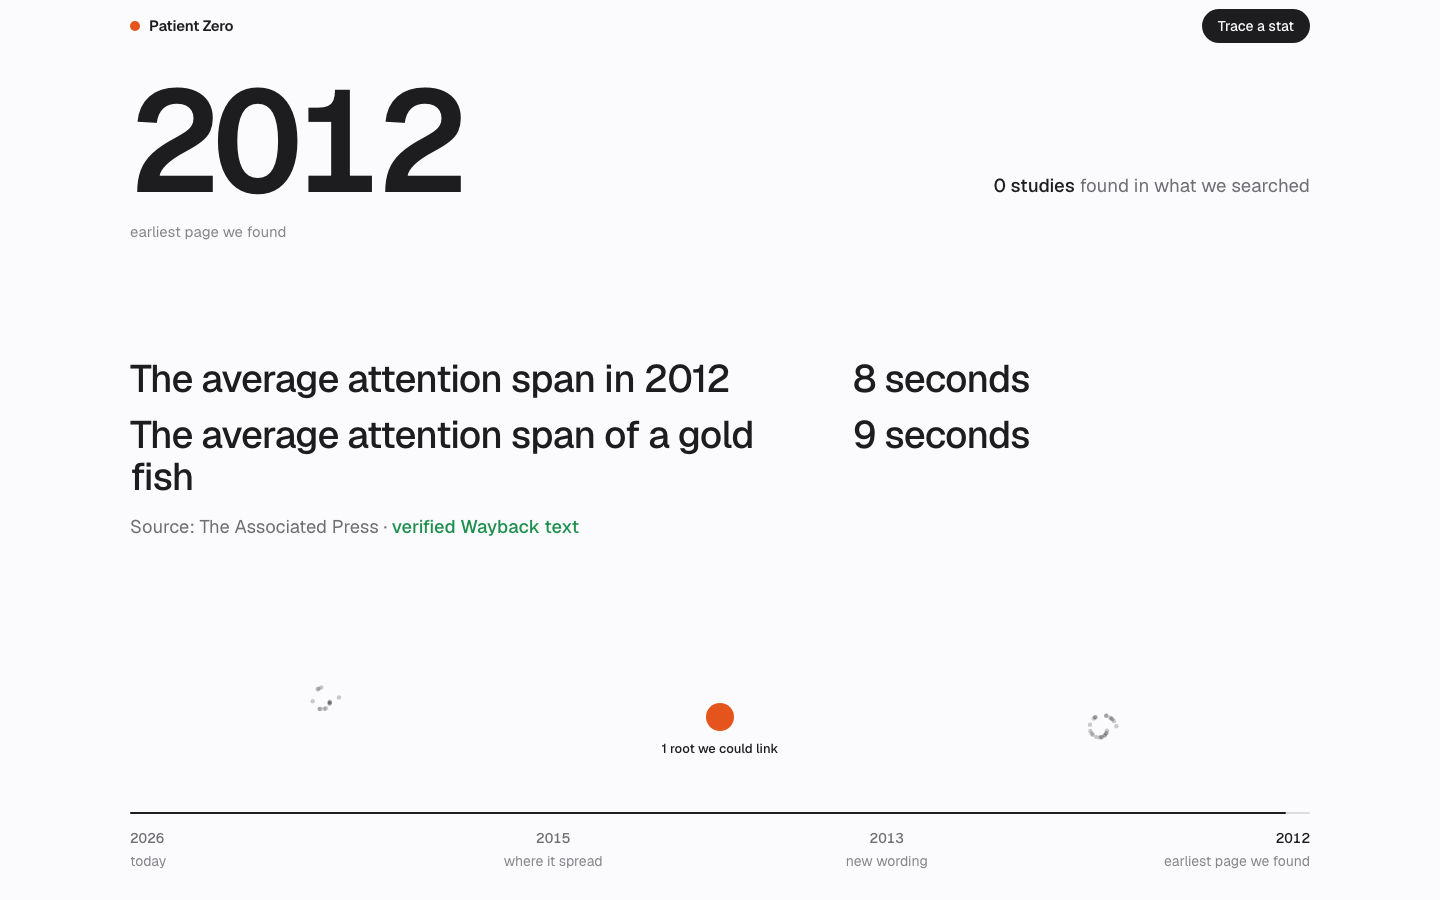 Patient Zero
Trace a stat
2012
0 studies found in what we searched
earliest page we found
The average attention span in 2012 8 seconds
The average attention span of a gold 9 seconds
fish
Source: The Associated Press · verified Wayback text
1 root we could link
2026 2015 2013 2012
today where it spread new wording earliest page we found